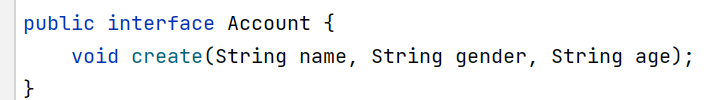 public interface Account {
    void create(String name, String gender, String age);
}